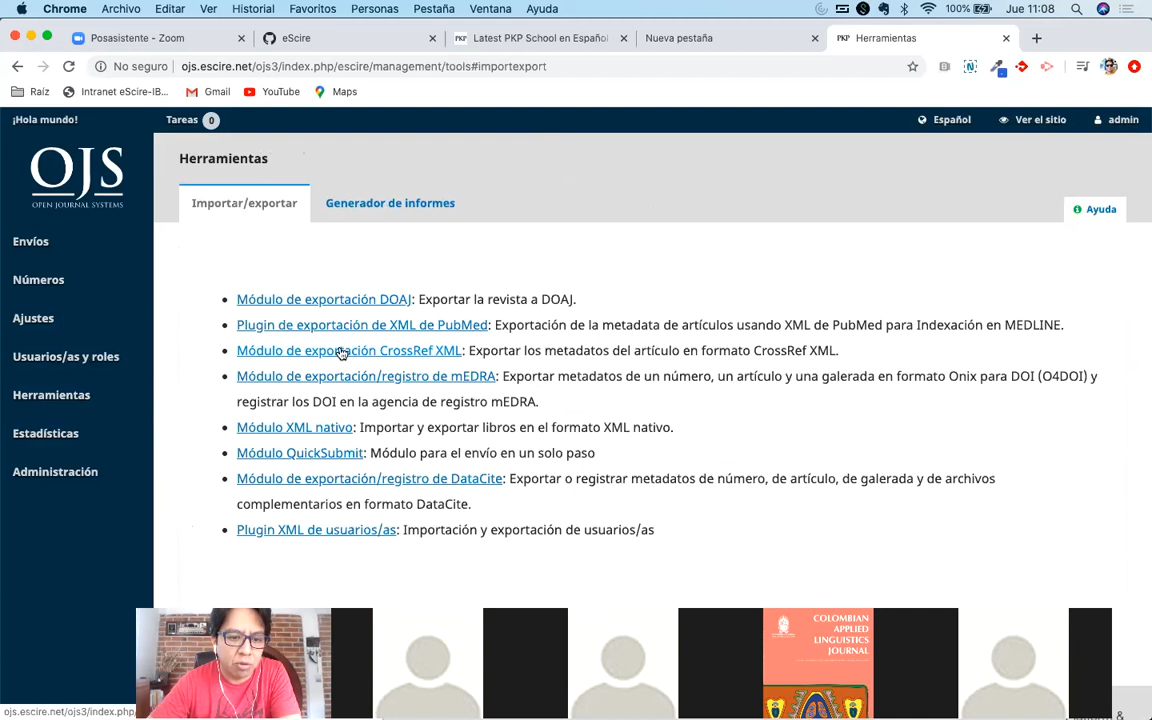 Chrome Archivo Editar Ver Historial Favoritos Personas Pestaña Ventana Ayuda 100% Jue 11:08
Posasistente - Zoom eScire PKP Latest PKP School en Español Nueva pestaña PKP Herramientas
No seguro ojs.escire.net/ojs3/index.php/escire/management/tools#importexport
Raíz Intranet eScire-IB... Gmail YouTube Maps
¡Hola mundo! Tareas 0 Español Ver el sitio admin
OJS
OPEN JOURNAL SYSTEMS
Envíos
Números
Ajustes
Usuarios/as y roles
Herramientas
Estadísticas
Administración
Herramientas
Importar/exportar Generador de informes
Ayuda
Módulo de exportación DOAJ: Exportar la revista a DOAJ.
Plugin de exportación de XML de PubMed: Exportación de la metadata de artículos usando XML de PubMed para Indexación en MEDLINE.
Módulo de exportación CrossRef XML: Exportar los metadatos del artículo en formato CrossRef XML.
Módulo de exportación/registro de mEDRA: Exportar metadatos de un número, un artículo y una galerada en formato Onix para DOI (O4DOI) y
registrar los DOI en la agencia de registro mEDRA.
Módulo XML nativo: Importar y exportar libros en el formato XML nativo.
Módulo QuickSubmit: Módulo para el envío en un solo paso
Módulo de exportación/registro de DataCite: Exportar o registrar metadatos de número, de artículo, de galerada y de archivos
complementarios en formato DataCite.
Plugin XML de usuarios/as: Importación y exportación de usuarios/as
COLOMBIAN
APPLIED
LINGUISTICS
JOURNAL
ojs.escire.net/ojs3/index.php/